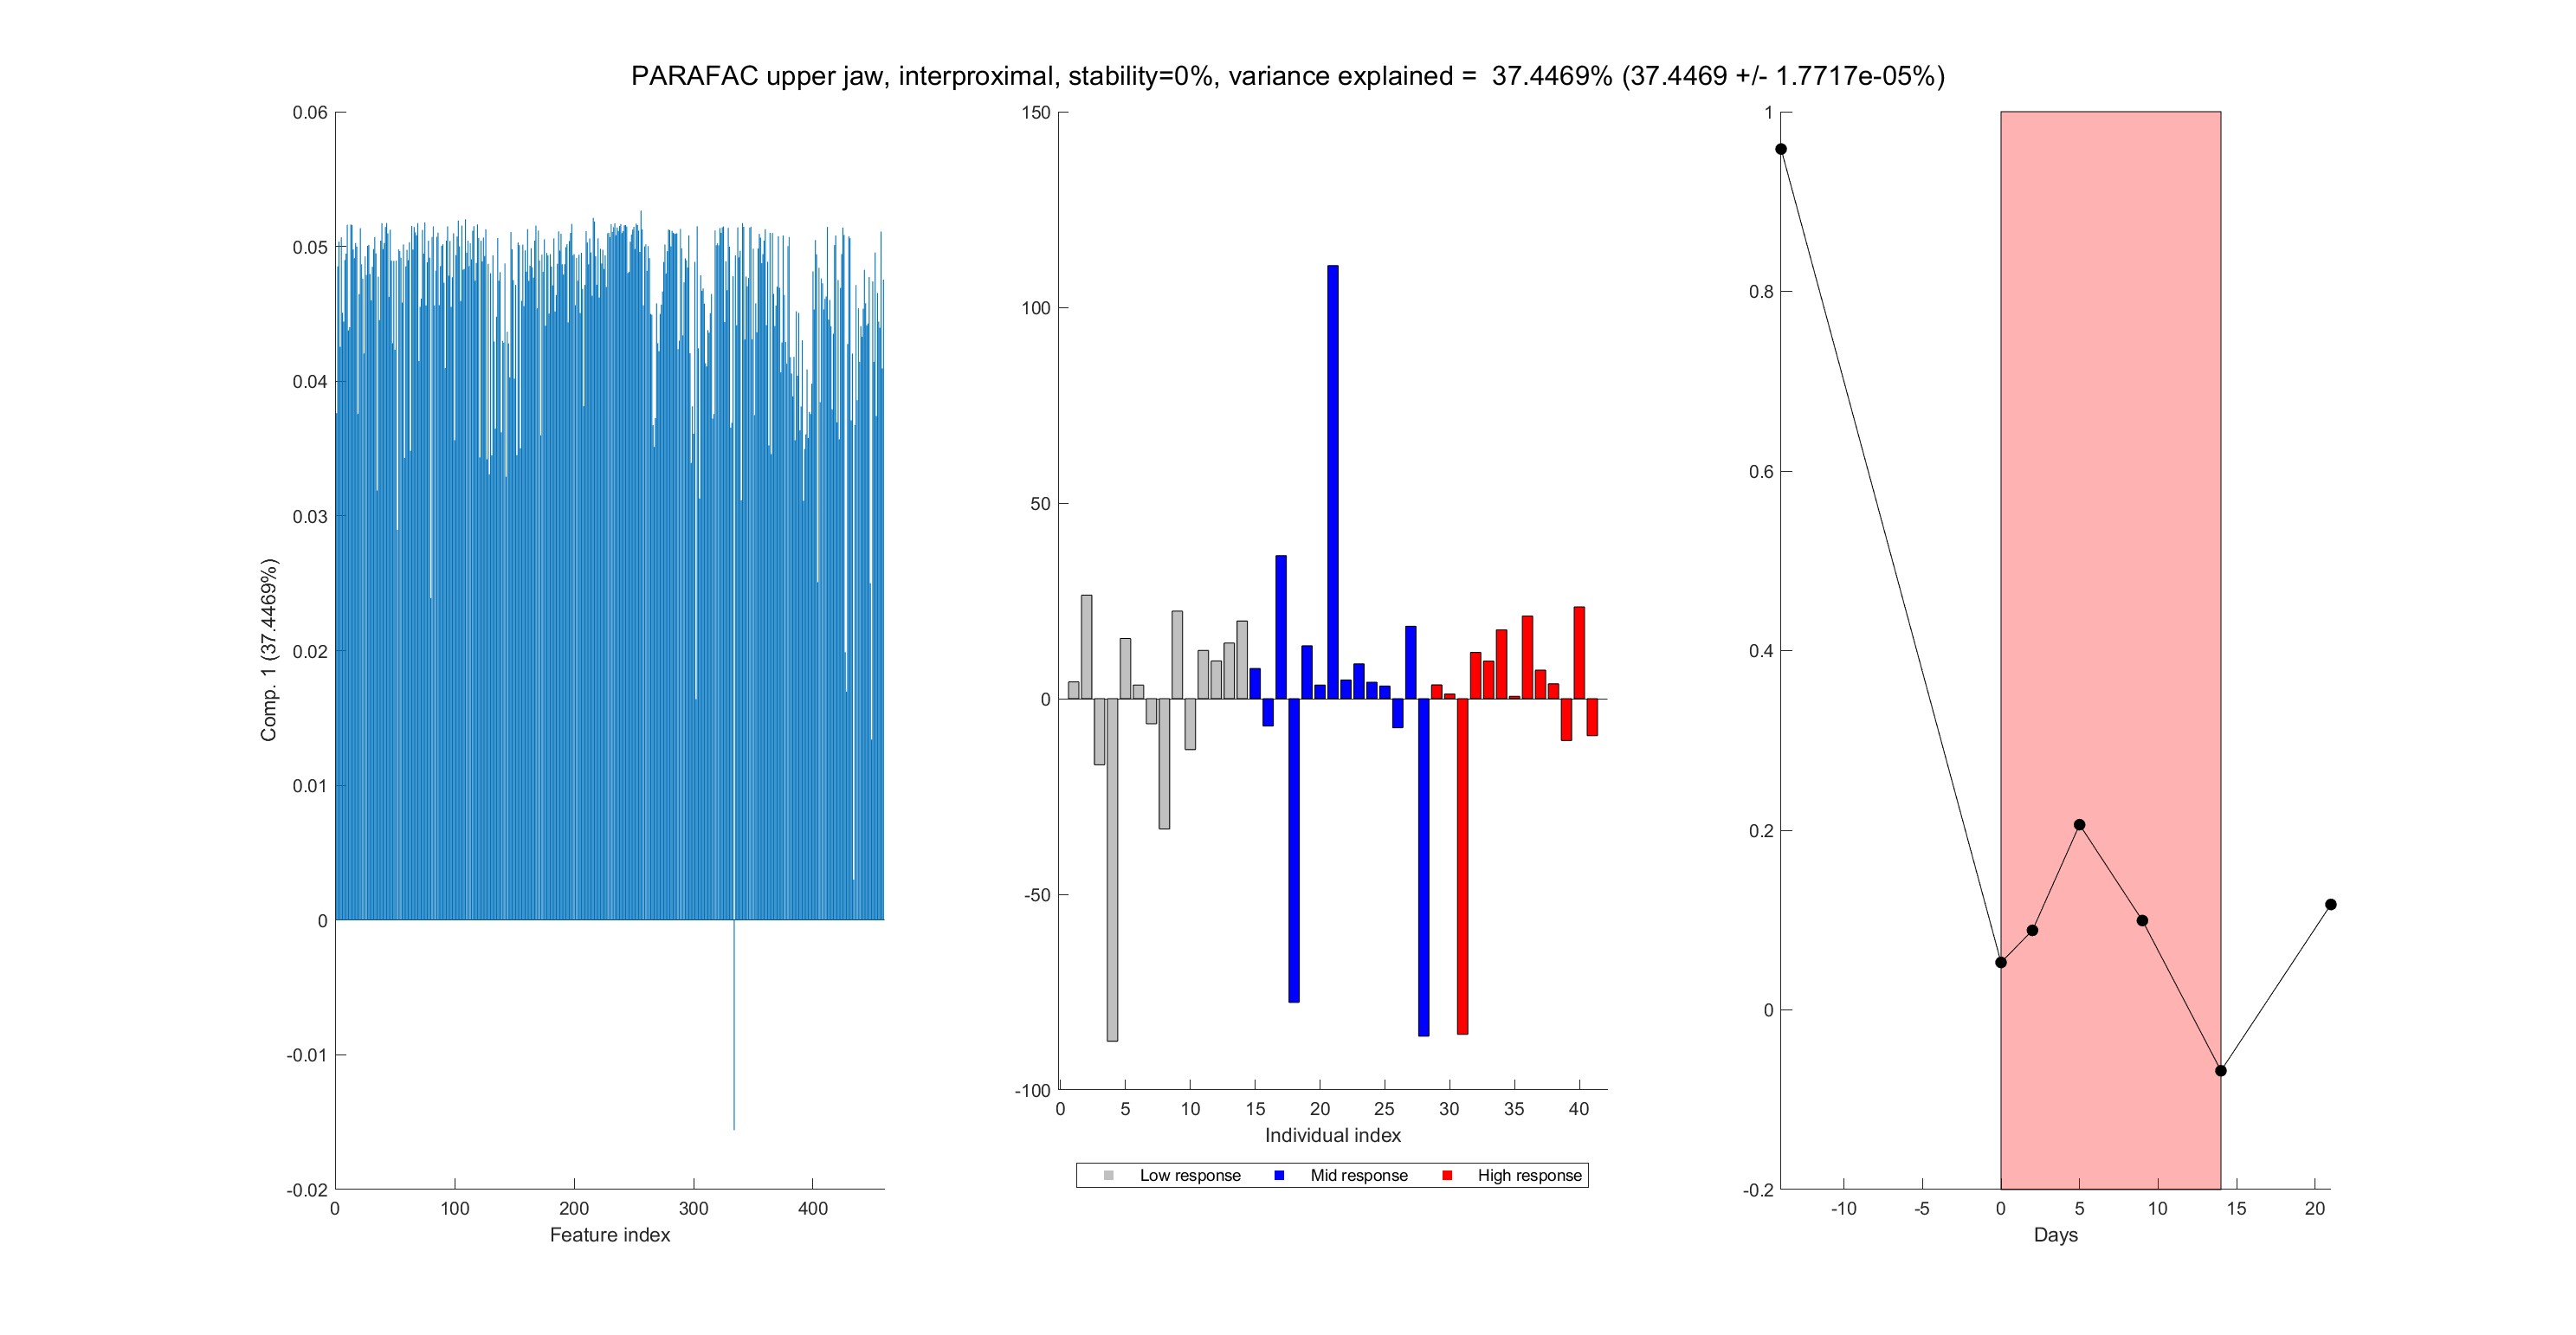 PARAFAC upper jaw, interproximal, stability=0%, variance explained =  37.4469% (37.4469 +/- 1.7717e-05%)
Comp. 1 (37.4469%)
0.06
0.05
0.04
0.03
0.02
0.01
0
-0.01
-0.02
0 100 200 300 400
Feature index
150
100
50
0
-50
-100
0 5 10 15 20 25 30 35 40
Individual index
Low response Mid response High response
1
0.8
0.6
0.4
0.2
0
-0.2
-10 -5 0 5 10 15 20
Days